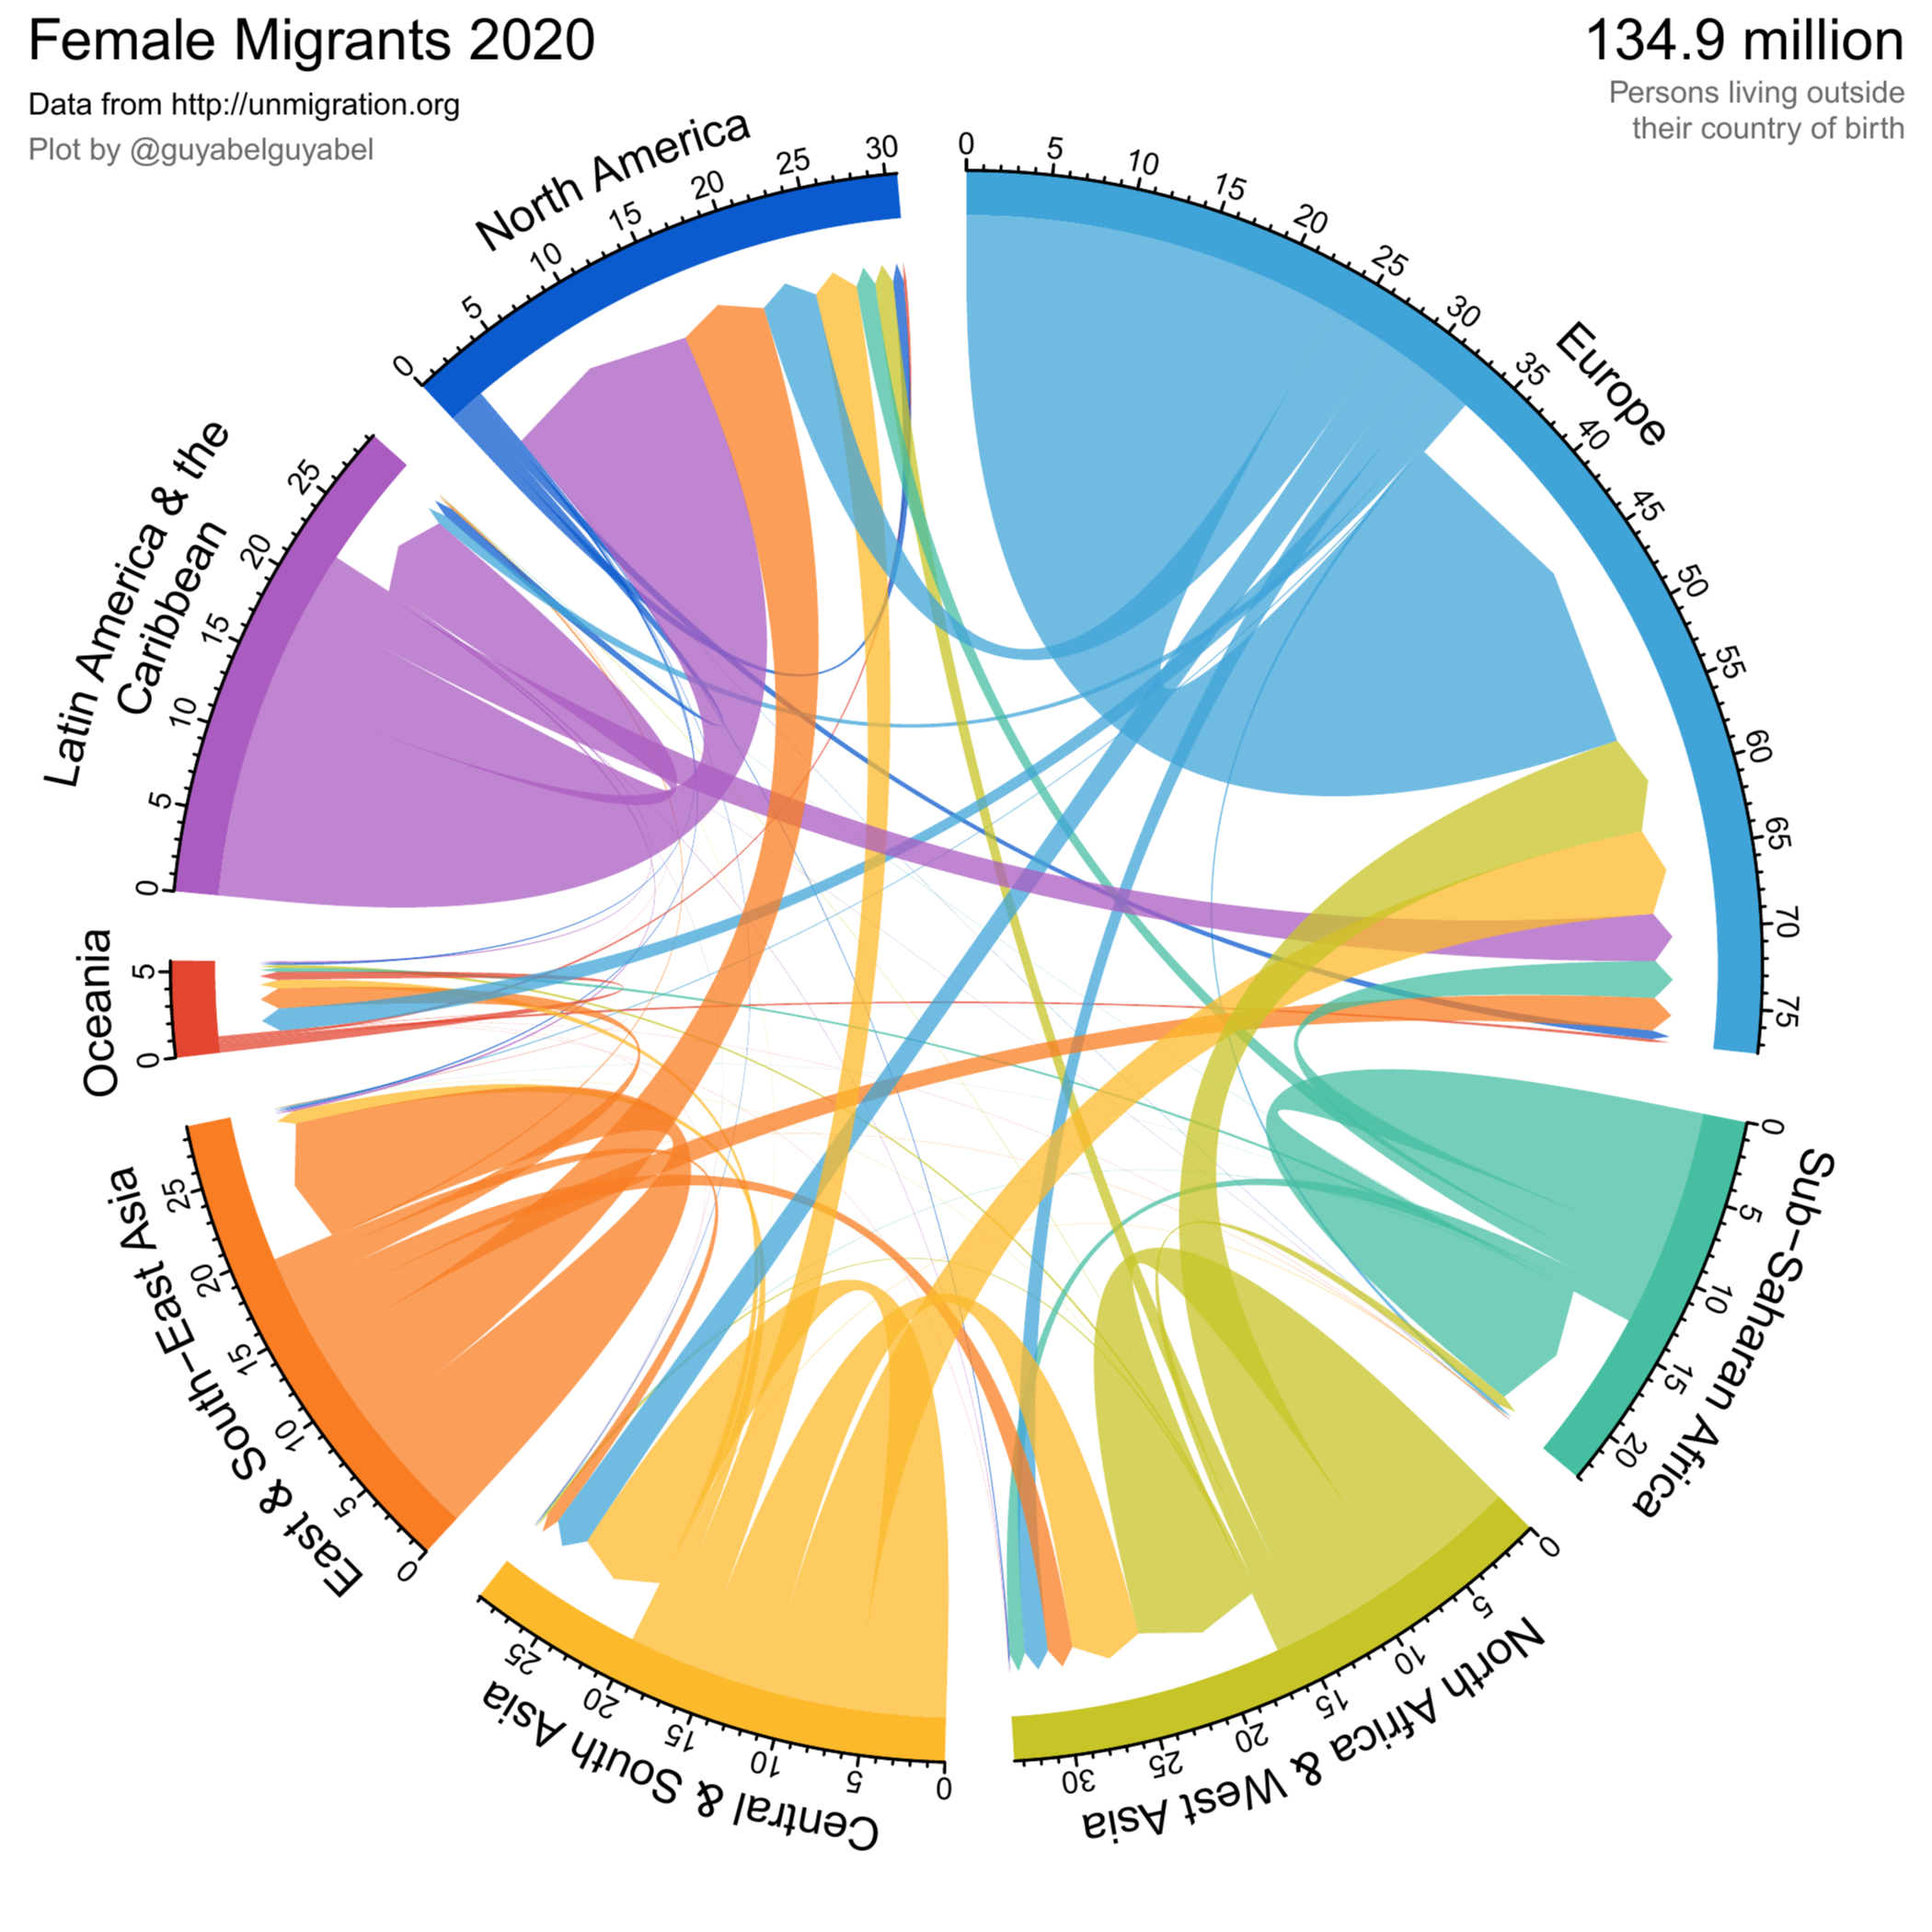 Female Migrants 2020
Data from http://unmigration.org
Plot by @guyabelguyabel
134.9 million
Persons living outside
their country of birth
North America
0 5 10 15 20 25 30
Europe
0 5 10 15 20 25 30 35 40 45 50 55 60 65 70 75
Sub−Saharan Africa
0 5 10 15 20
North Africa & West Asia
0 5 10 15 20 25 30
Central & South Asia
0 5 10 15 20 25
East & South−East Asia
0 5 10 15 20 25
Oceania
0 5
Latin America & the
Caribbean
0 5 10 15 20 25